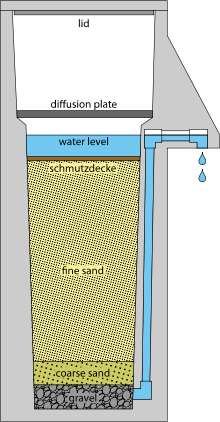 lid
diffusion plate
water level
schmutzdecke
fine sand
coarse sand
gravel